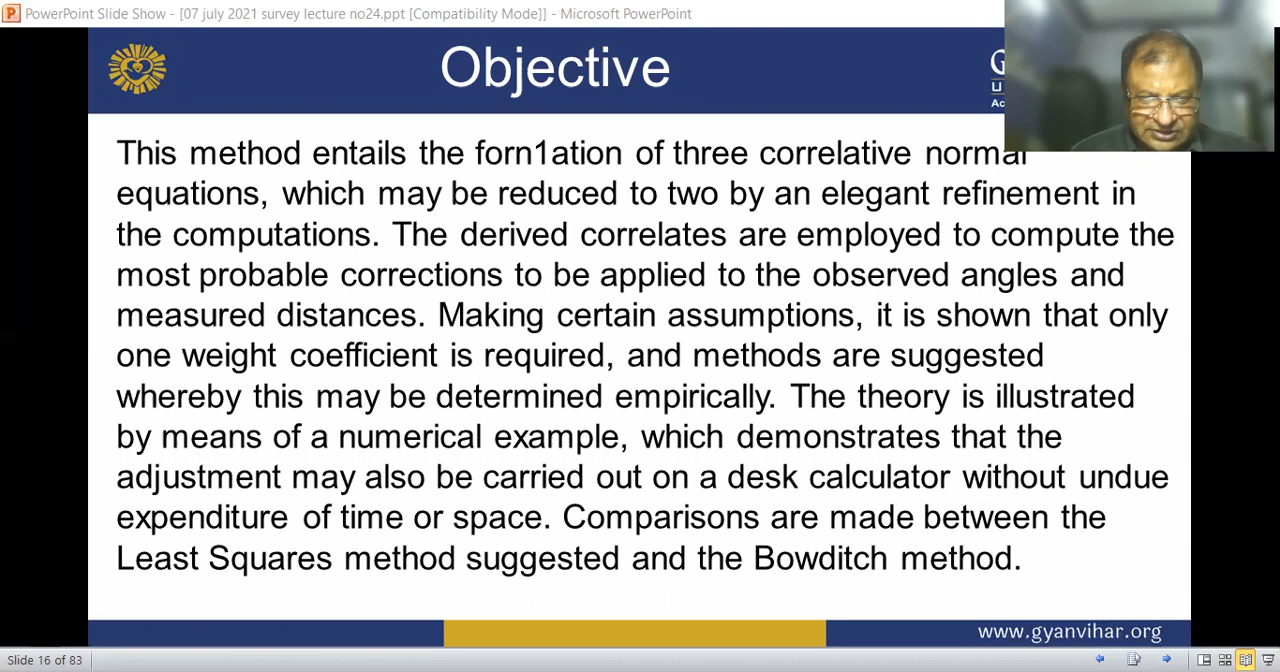 PowerPoint Slide Show - [07 july 2021 survey lecture no24.ppt [Compatibility Mode]] - Microsoft PowerPoint
Objective
G
U
Ac
This method entails the forn1ation of three correlative normal
equations, which may be reduced to two by an elegant refinement in
the computations. The derived correlates are employed to compute the
most probable corrections to be applied to the observed angles and
measured distances. Making certain assumptions, it is shown that only
one weight coefficient is required, and methods are suggested
whereby this may be determined empirically. The theory is illustrated
by means of a numerical example, which demonstrates that the
adjustment may also be carried out on a desk calculator without undue
expenditure of time or space. Comparisons are made between the
Least Squares method suggested and the Bowditch method.
www.gyanvihar.org
Slide 16 of 83